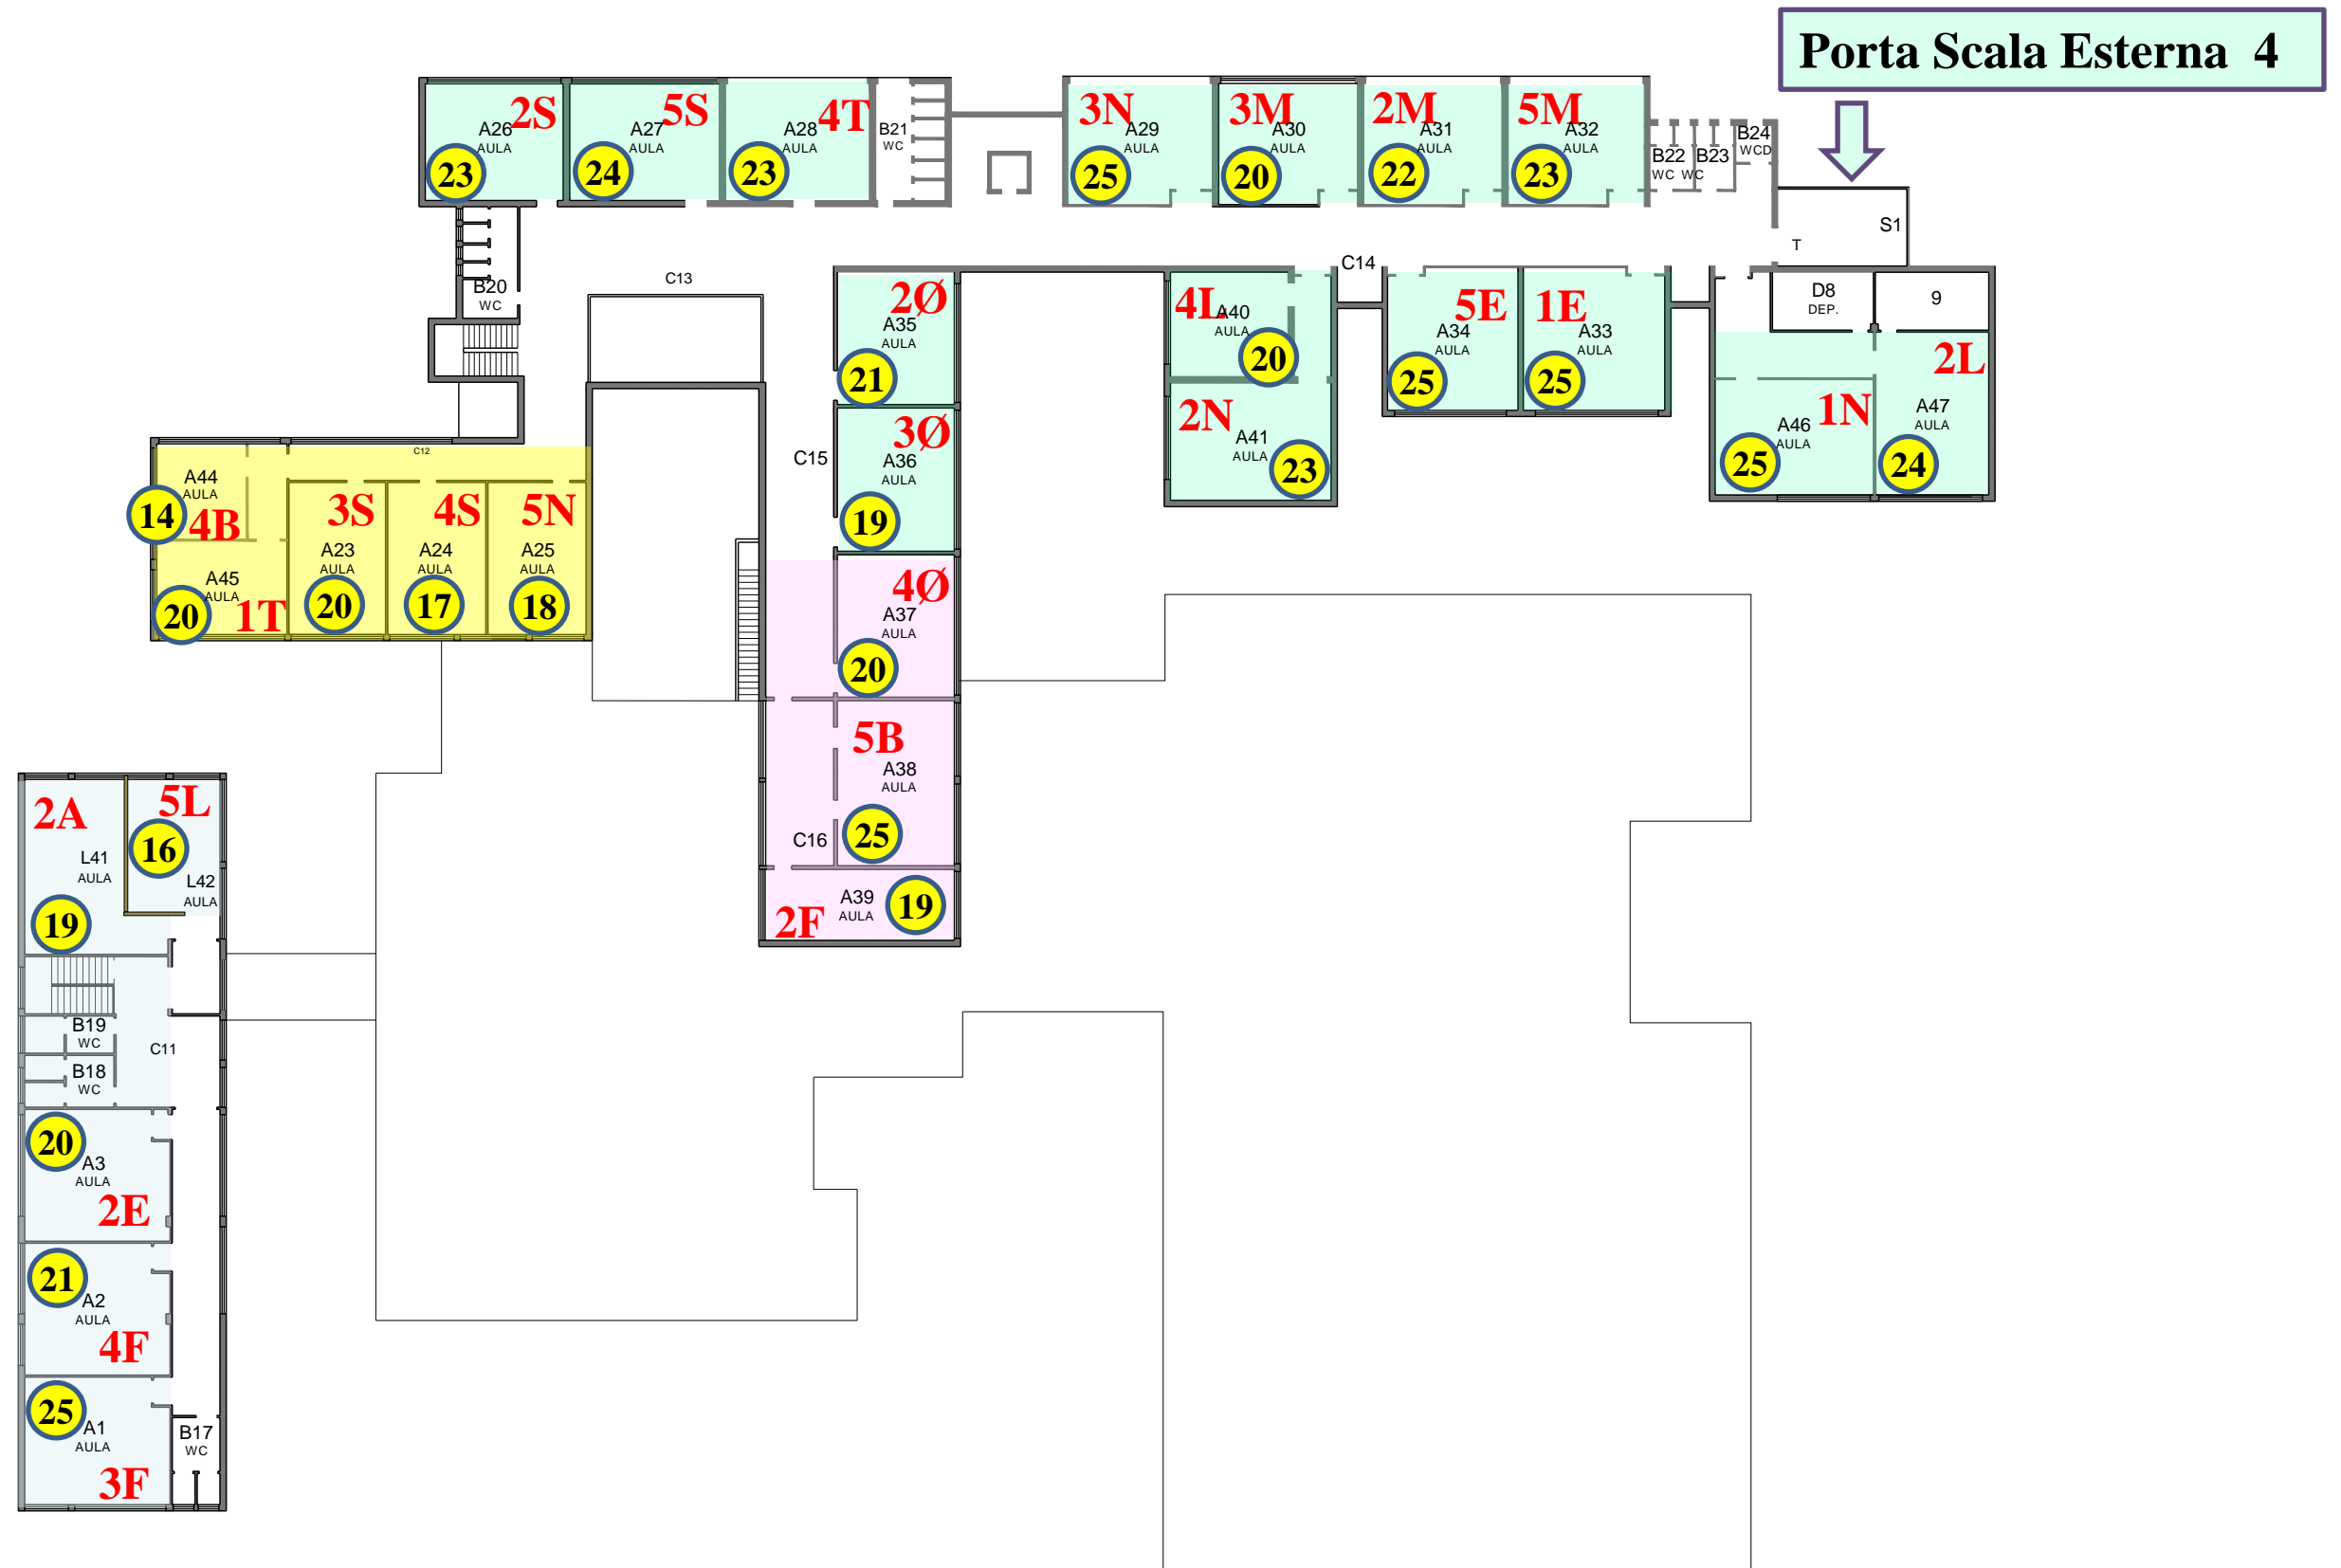 Porta Scala Esterna 4
2S
A26
AULA
23
5S
A27
AULA
24
4T
A28
AULA
23
B21
WC
3N
A29
AULA
25
3M
A30
AULA
20
2M
A31
AULA
22
5M
A32
AULA
23
B22
WC
B23
WC
B24
WCD
S1
T
B20
WC
C13
2Ø
A35
AULA
21
4L
A40
AULA
20
C14
5E
A34
AULA
25
1E
A33
AULA
25
D8
DEP.
9
2L
A47
AULA
24
1N
A46
AULA
25
2N
A41
AULA
23
C15
3Ø
A36
AULA
19
C12
A44
AULA
14
4B
A45
AULA
20
1T
3S
A23
AULA
20
4S
A24
AULA
17
5N
A25
AULA
18
4Ø
A37
AULA
20
5B
A38
AULA
25
C16
A39
AULA
19
2F
2A
L41
AULA
19
5L
16
L42
AULA
B19
WC
C11
B18
WC
20
A3
AULA
2E
21
A2
AULA
4F
25
A1
AULA
3F
B17
WC